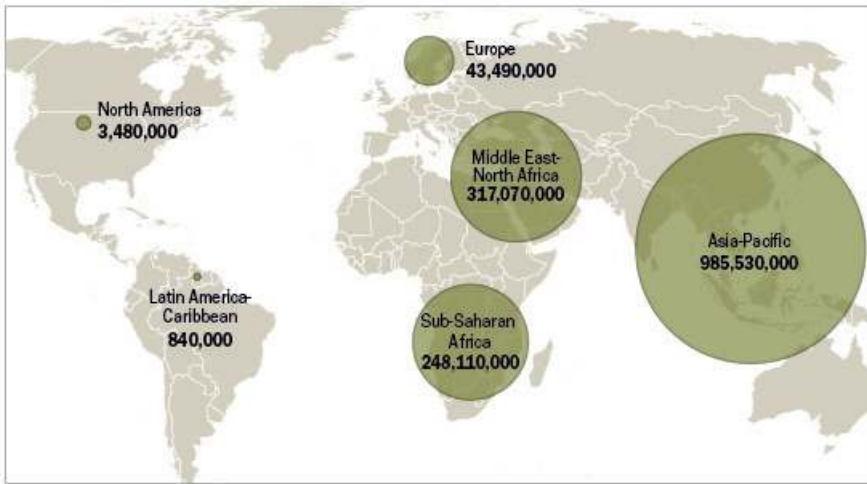 Europe
43,490,000
North America
3,480,000
Middle East-
North Africa
317,070,000
Asia-Pacific
985,530,000
Latin America-
Caribbean
840,000
Sub-Saharan
Africa
248,110,000